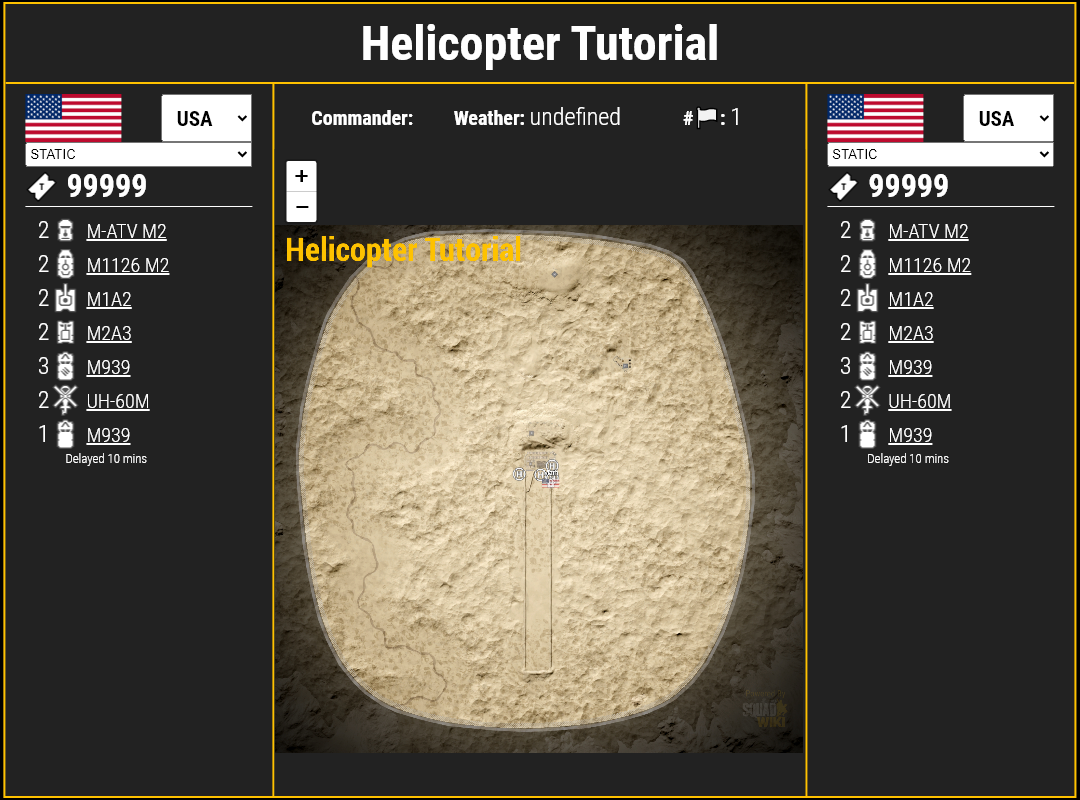 Helicopter Tutorial
USA
STATIC
99999
2 M-ATV M2
2 M1126 M2
2 M1A2
2 M2A3
3 M939
2 UH-60M
1 M939
Delayed 10 mins
Commander:
Weather: undefined
# : 1
+
−
Helicopter Tutorial
SQUAD
WIKI
USA
STATIC
99999
2 M-ATV M2
2 M1126 M2
2 M1A2
2 M2A3
3 M939
2 UH-60M
1 M939
Delayed 10 mins